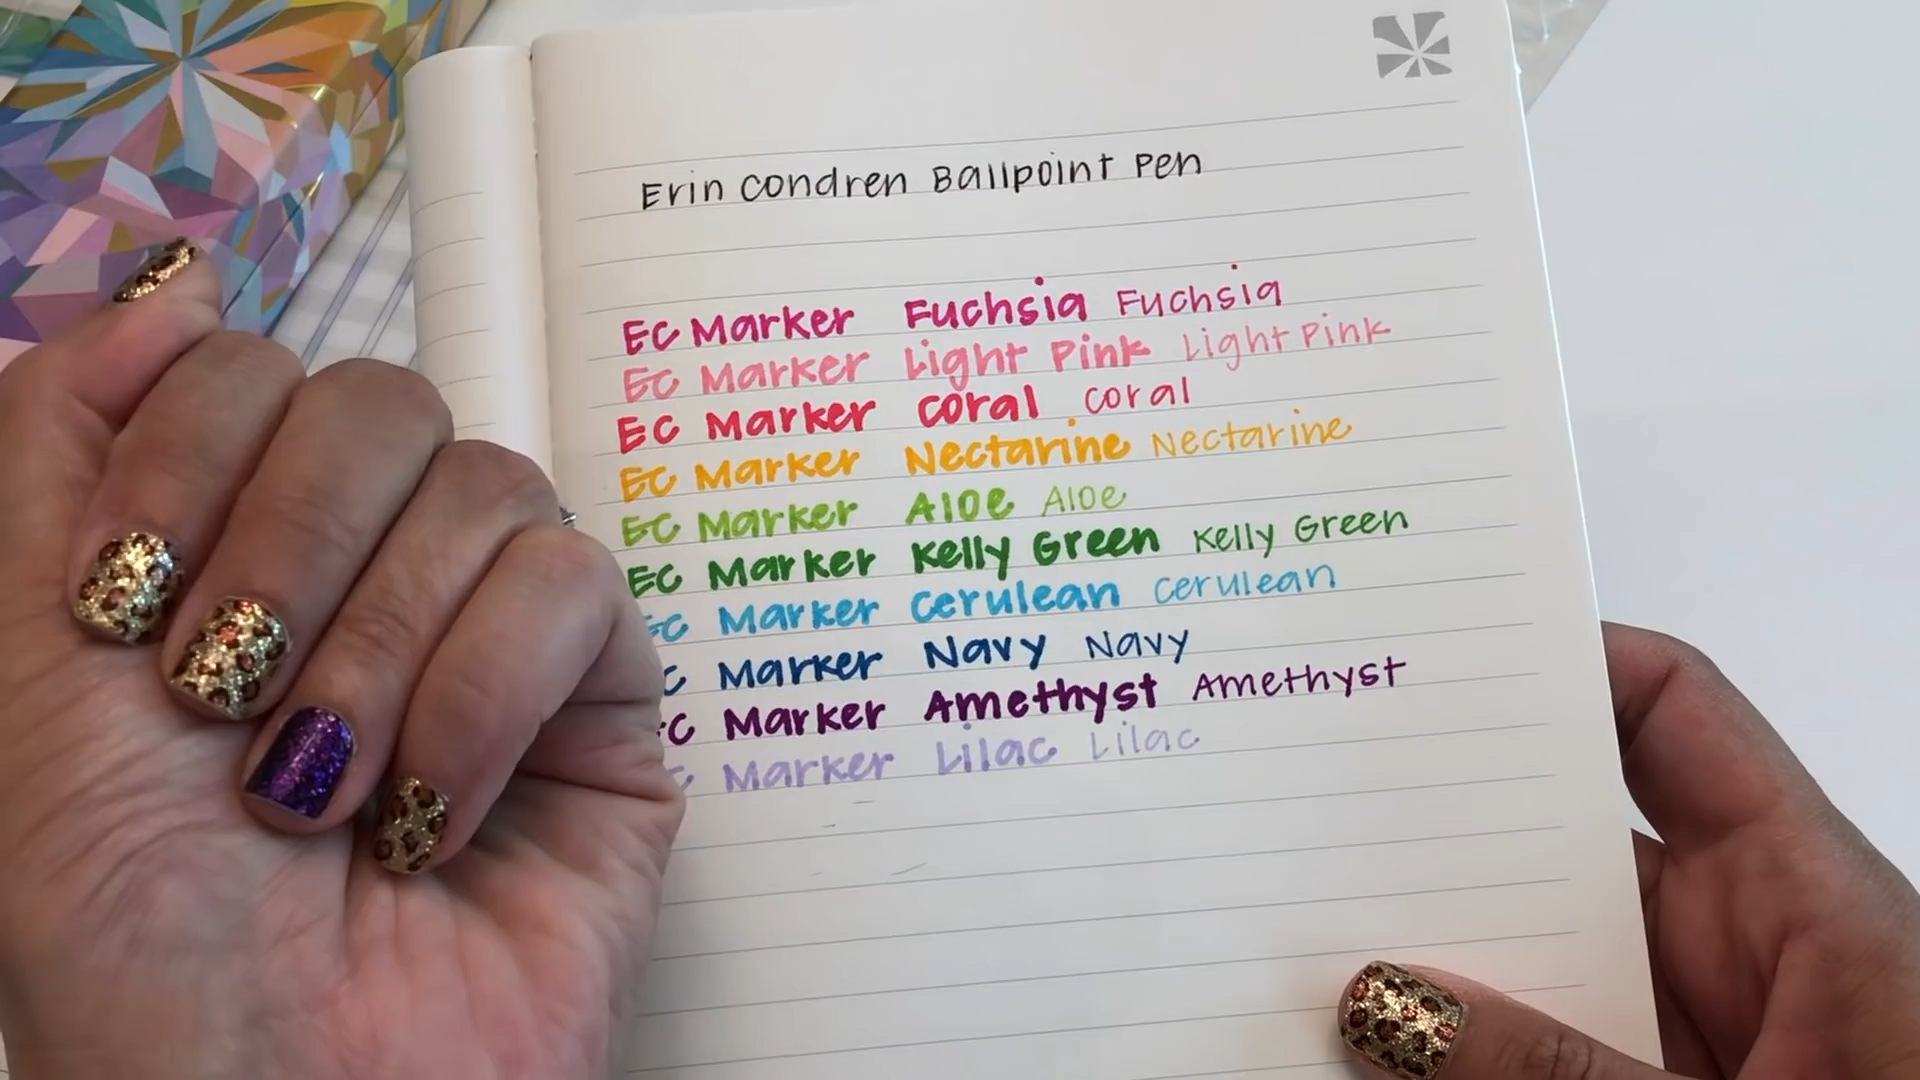 Erin Condren Ballpoint Pen
EC Marker Fuchsia Fuchsia
EC Marker Light Pink Light Pink
EC Marker Coral Coral
EC Marker Nectarine Nectarine
EC Marker Aloe Aloe
EC Marker Kelly Green Kelly Green
EC Marker Cerulean Cerulean
C Marker Navy Navy
EC Marker Amethyst Amethyst
C Marker Lilac Lilac